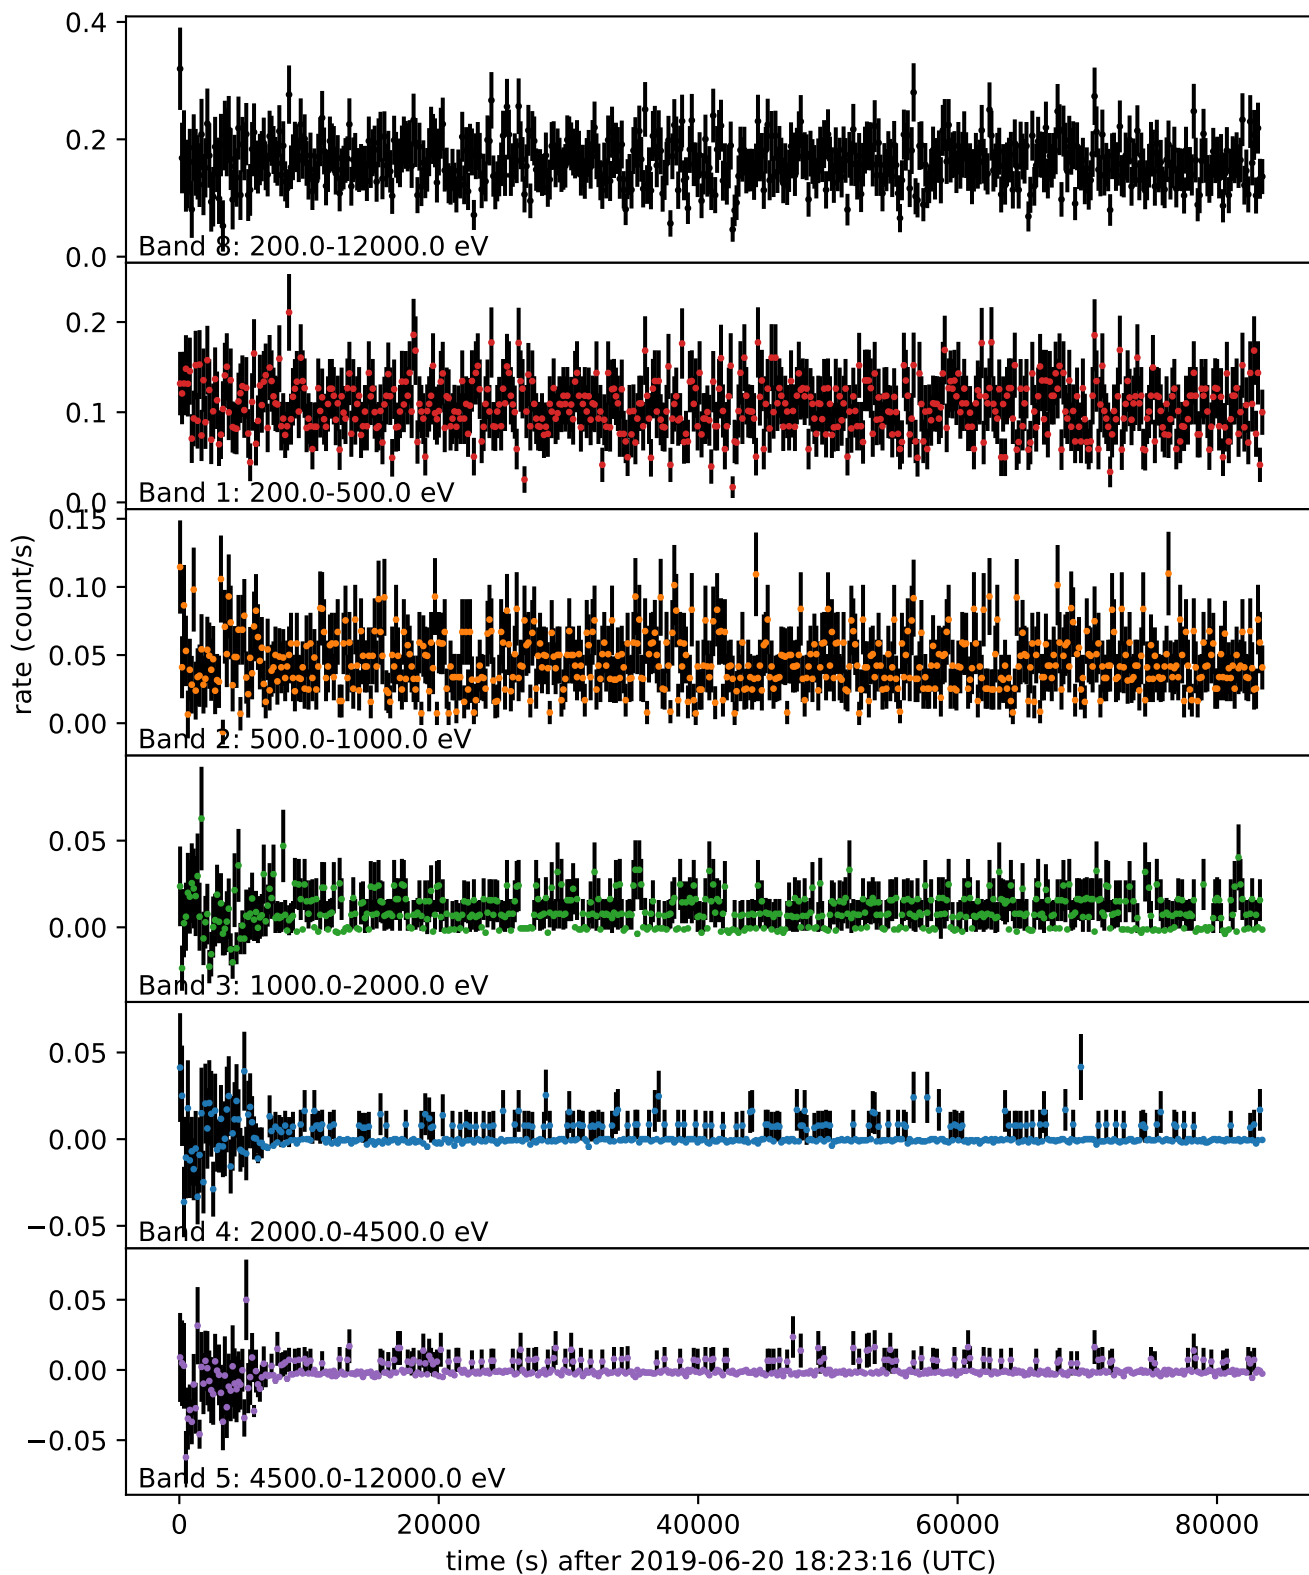 0.4
0.2
0.0
Band 8: 200.0-12000.0 eV
0.2
0.1
0.0
Band 1: 200.0-500.0 eV
0.15
0.10
0.05
0.00
Band 2: 500.0-1000.0 eV
rate (count/s)
0.05
0.00
Band 3: 1000.0-2000.0 eV
0.05
0.00
−0.05
Band 4: 2000.0-4500.0 eV
0.05
0.00
−0.05
Band 5: 4500.0-12000.0 eV
0 20000 40000 60000 80000
time (s) after 2019-06-20 18:23:16 (UTC)